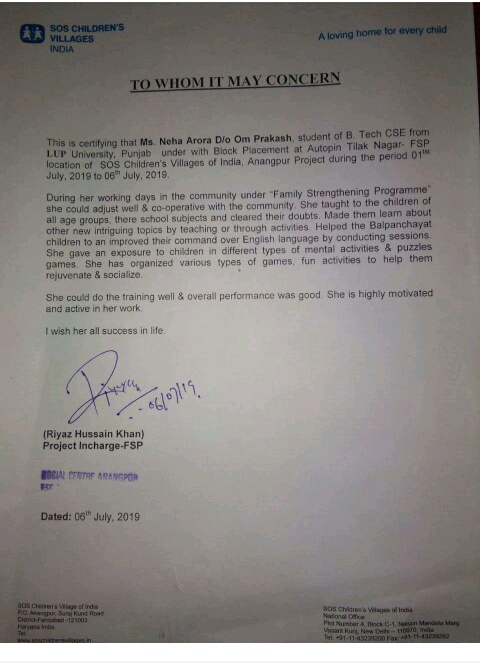 SOS CHILDREN'S
VILLAGES
INDIA
A loving home for every child
TO WHOM IT MAY CONCERN
This is certifying that Ms. Neha Arora D/o Om Prakash, student of B. Tech CSE from
LUP University, Punjab under with Block Placement at Autopin Tilak Nagar- FSP
location of SOS Children's Villages of India, Anangpur Project during the period 01ST
July, 2019 to 06th July, 2019.
During her working days in the community under "Family Strengthening Programme"
she could adjust well & co-operative with the community. She taught to the children of
all age groups, there school subjects and cleared their doubts. Made them learn about
other new intriguing topics by teaching or through activities. Helped the Balpanchayat
children to an improved their command over English language by conducting sessions.
She gave an exposure to children in different types of mental activities & puzzles
games. She has organized various types of games, fun activities to help them
rejuvenate & socialize.
She could do the training well & overall performance was good. She is highly motivated
and active in her work.
I wish her all success in life.
06/07/19.
(Riyaz Hussain Khan)
Project Incharge-FSP
SOCIAL CENTRE ANANGPUR
Dated: 06th July, 2019
SOS Children's Village of India
P.O. Anangpur, Suraj Kund Road
District-Faridabad -121003
Haryana India
Tel:
www.soschildrensvillages.in
SOS Children's Villages of India
National Office
Plot Number 4, Block C-1, Nelson Mandela Marg
Vasant Kunj, New Delhi – 110070, India
Tel. +91-11-43239200 Fax: +91-11-43239292